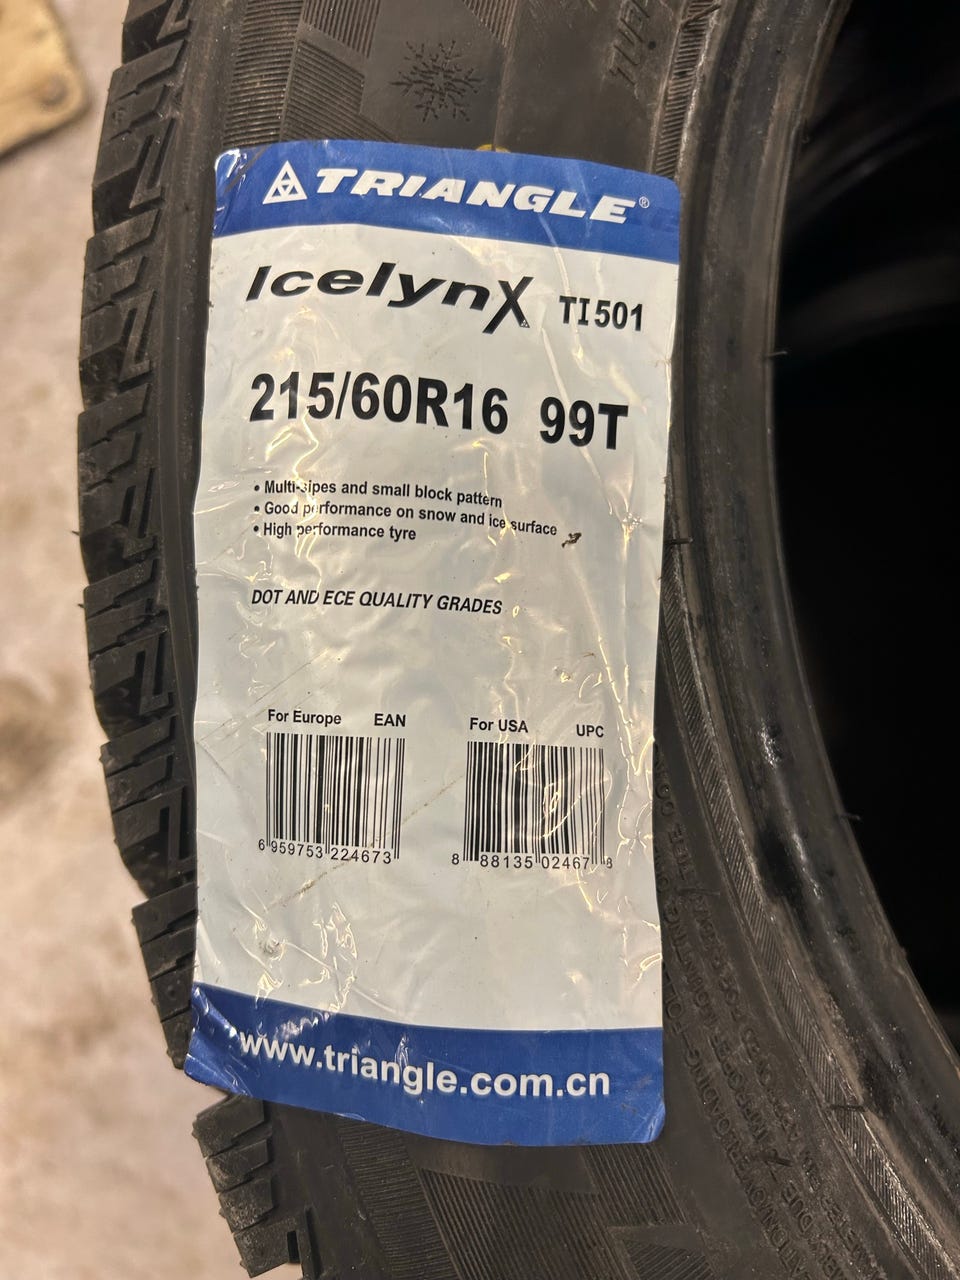 TRIANGLE®
IcelynX TI501
215/60R16 99T
• Multi-sipes and small block pattern
• Good performance on snow and ice surface
• High performance tyre
DOT AND ECE QUALITY GRADES
For Europe EAN
For USA UPC
6 959753 224673
8 88135 02467 8
www.triangle.com.cn